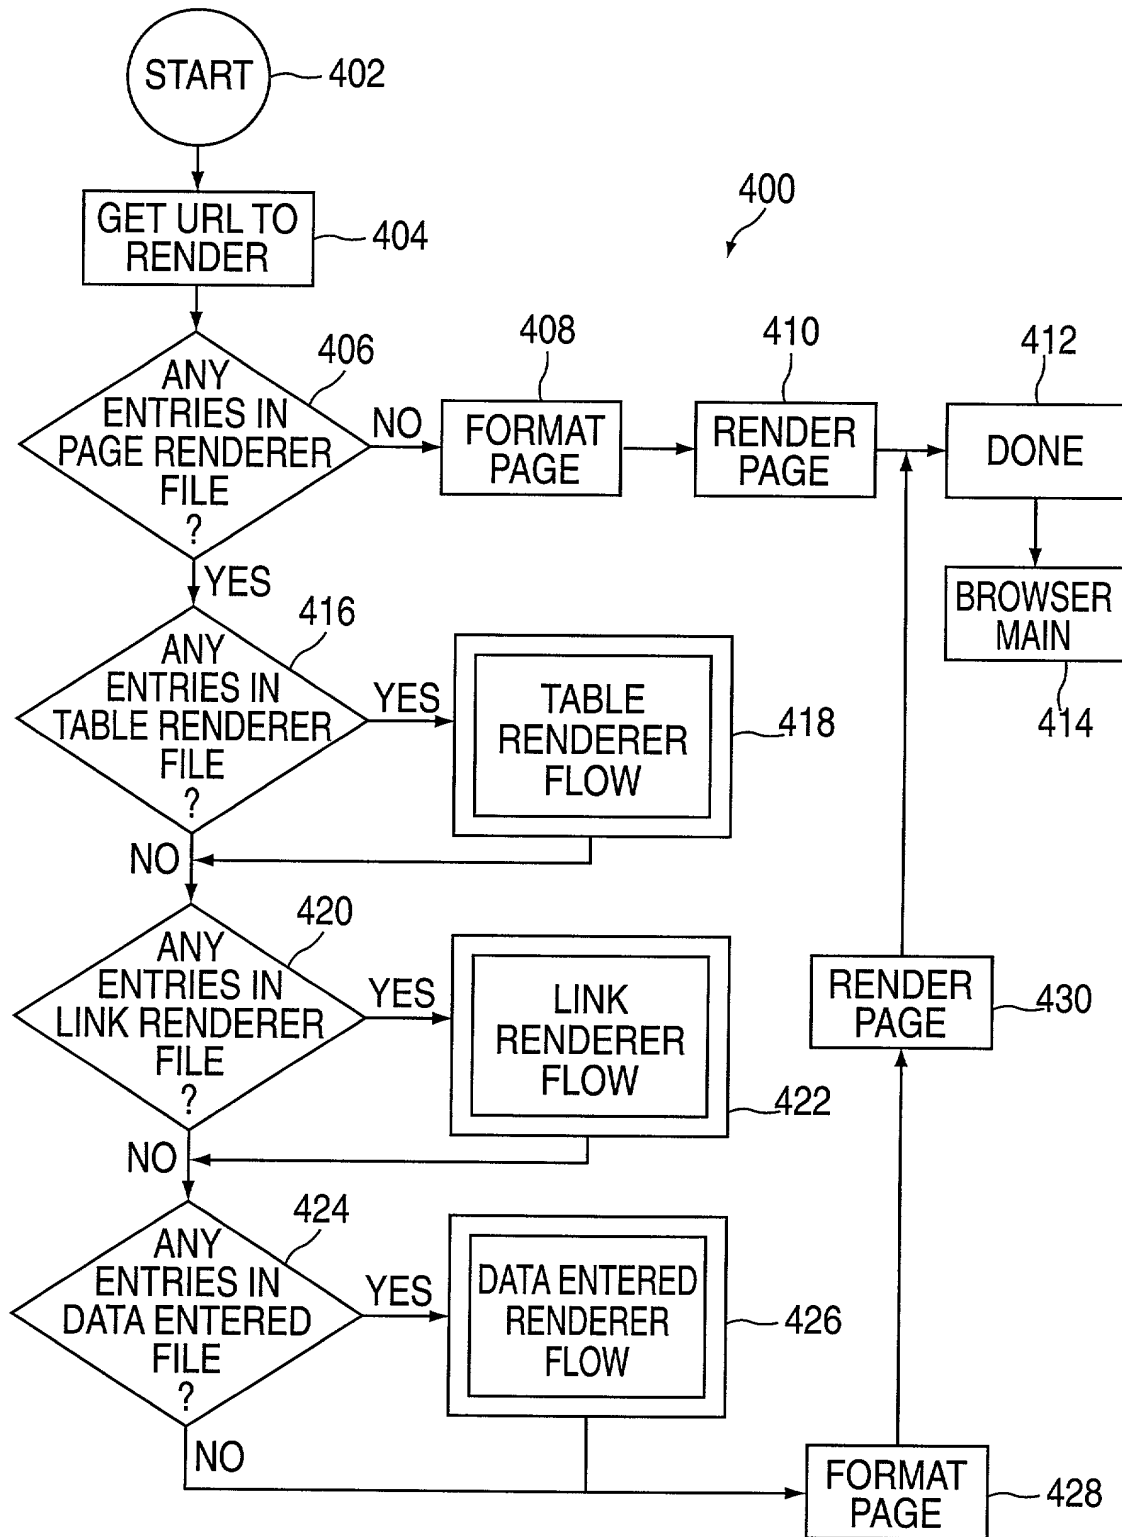 START
402
GET URL TO
RENDER
404
400
ANY
ENTRIES IN
PAGE RENDERER
FILE
?
406
NO
408
FORMAT
PAGE
410
RENDER
PAGE
412
DONE
BROWSER
MAIN
414
YES
ANY
ENTRIES IN
TABLE RENDERER
FILE
?
416
YES
TABLE
RENDERER
FLOW
418
NO
ANY
ENTRIES IN
LINK RENDERER
FILE
?
420
YES
LINK
RENDERER
FLOW
422
RENDER
PAGE
430
NO
ANY
ENTRIES IN
DATA ENTERED
FILE
?
424
YES
DATA ENTERED
RENDERER
FLOW
426
NO
FORMAT
PAGE
428